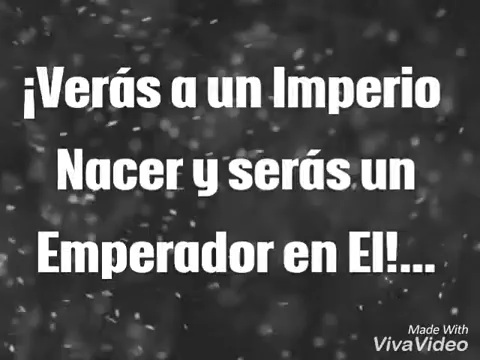 ¡Verás a un Imperio
Nacer y serás un
Emperador en El!...
Made With
VivaVideo